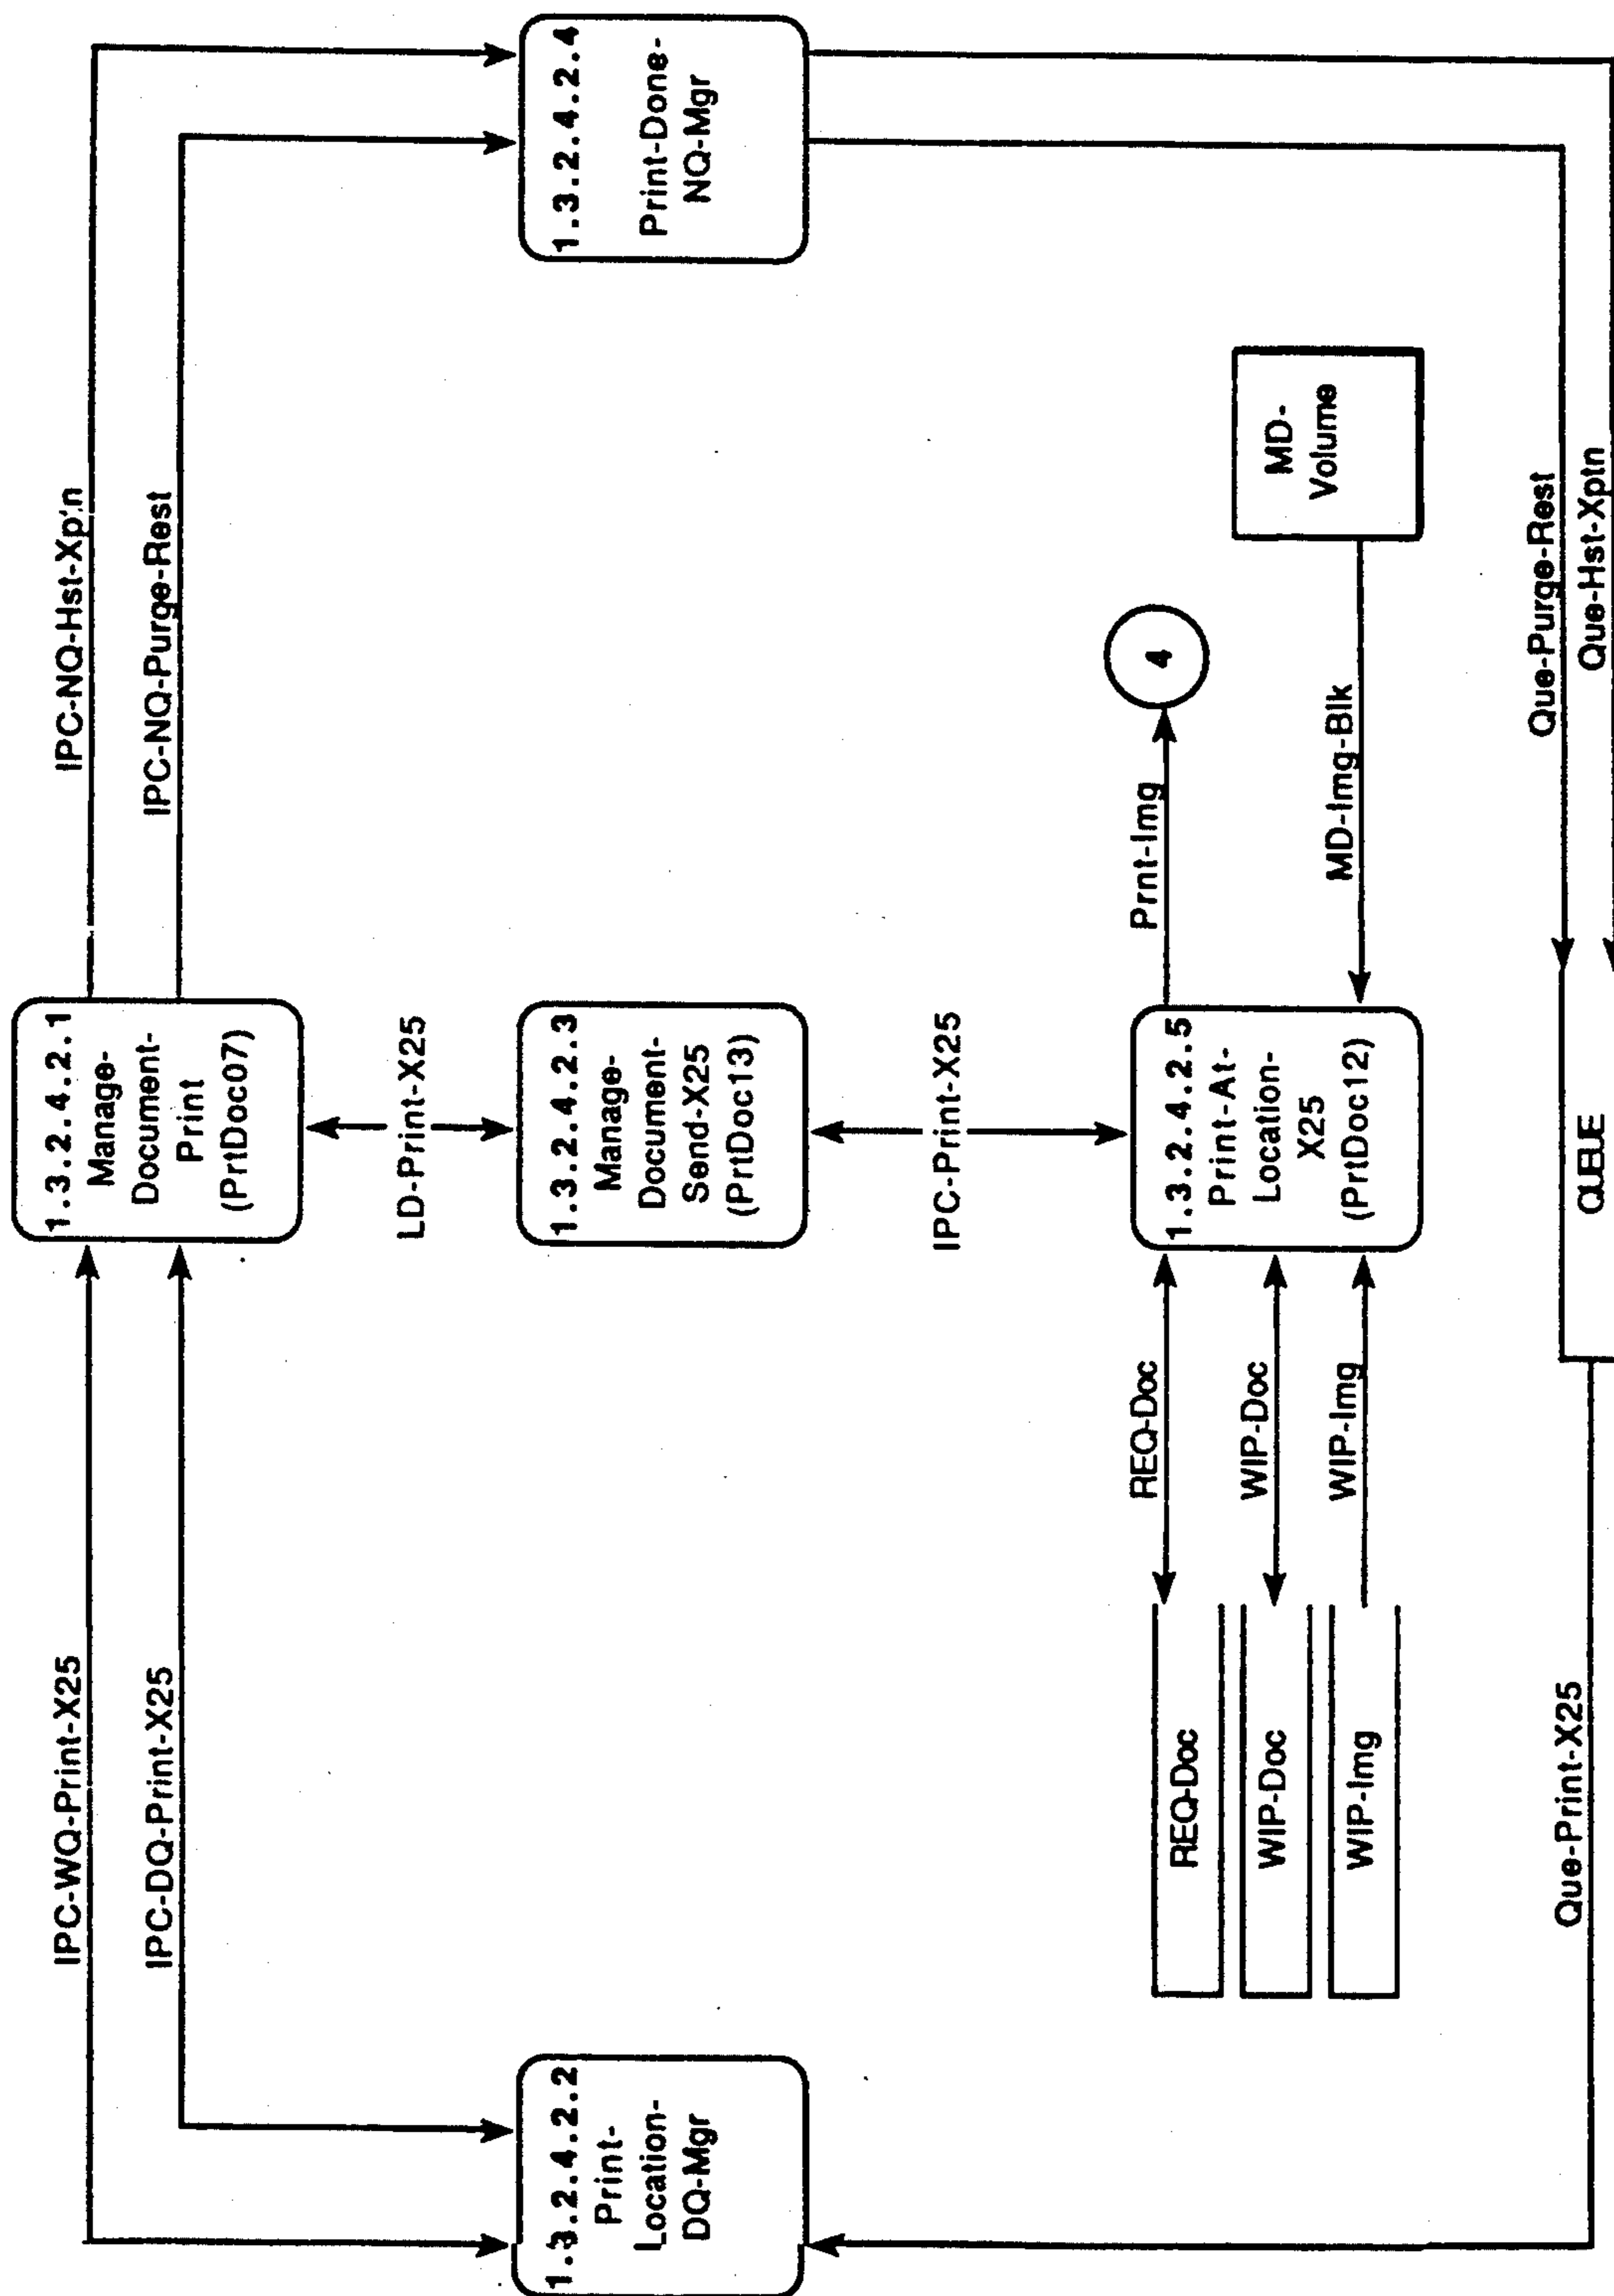 IPC-WQ-Print-X25
IPC-DQ-Print-X25
1.3.2.4.2.1
Manage-
Document-
Print
(PrtDoc07)
IPC-NQ-Hst-Xptn
IPC-NQ-Purge-Rest
LD-Print-X25
1.3.2.4.2.2
Print-
Location-
DQ-Mgr
1.3.2.4.2.3
Manage-
Document-
Send-X25
(PrtDoc13)
1.3.2.4.2.4
Print-Done-
NQ-Mgr
IPC-Print-X25
REQ-Doc
WIP-Doc
WIP-Img
REQ-Doc
WIP-Doc
WIP-Img
1.3.2.4.2.5
Print-At-
Location-
X25
(PrtDoc12)
Prnt-Img
4
MD-Img-Blk
MD-
Volume
Que-Print-X25
QUEUE
Que-Purge-Rest
Que-Hst-Xptn